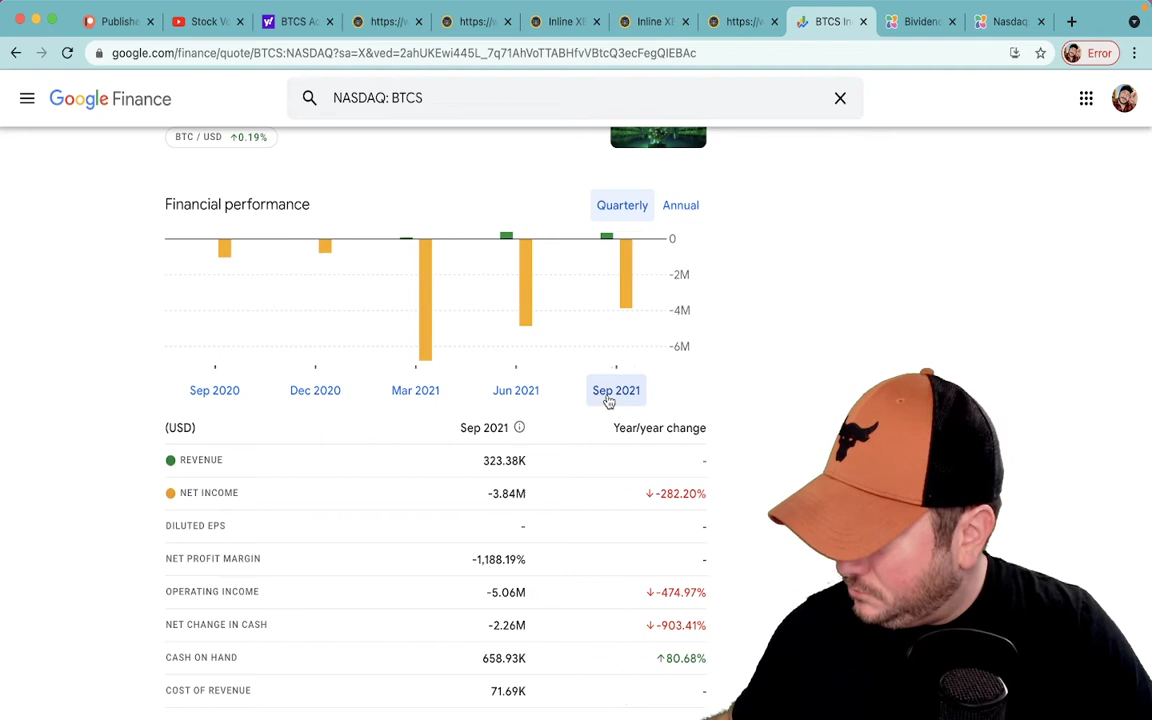 Publishe
Stock Vo
BTCS Ac
https://v
https://v
Inline XB
Inline XB
https://v
BTCS In
Bividenc
Nasdaq
google.com/finance/quote/BTCS:NASDAQ?sa=X&ved=2ahUKEwi445L_7q71AhVoTTABHfvVBtcQ3ecFegQIEBAc
Error
Google Finance
NASDAQ: BTCS
BTC / USD ↑0.19%
Financial performance
Quarterly
Annual
0
-2M
-4M
-6M
Sep 2020
Dec 2020
Mar 2021
Jun 2021
Sep 2021
(USD) Sep 2021 Year/year change
REVENUE 323.38K -
NET INCOME -3.84M ↓-282.20%
DILUTED EPS - -
NET PROFIT MARGIN -1,188.19% -
OPERATING INCOME -5.06M ↓-474.97%
NET CHANGE IN CASH -2.26M ↓-903.41%
CASH ON HAND 658.93K ↑80.68%
COST OF REVENUE 71.69K -